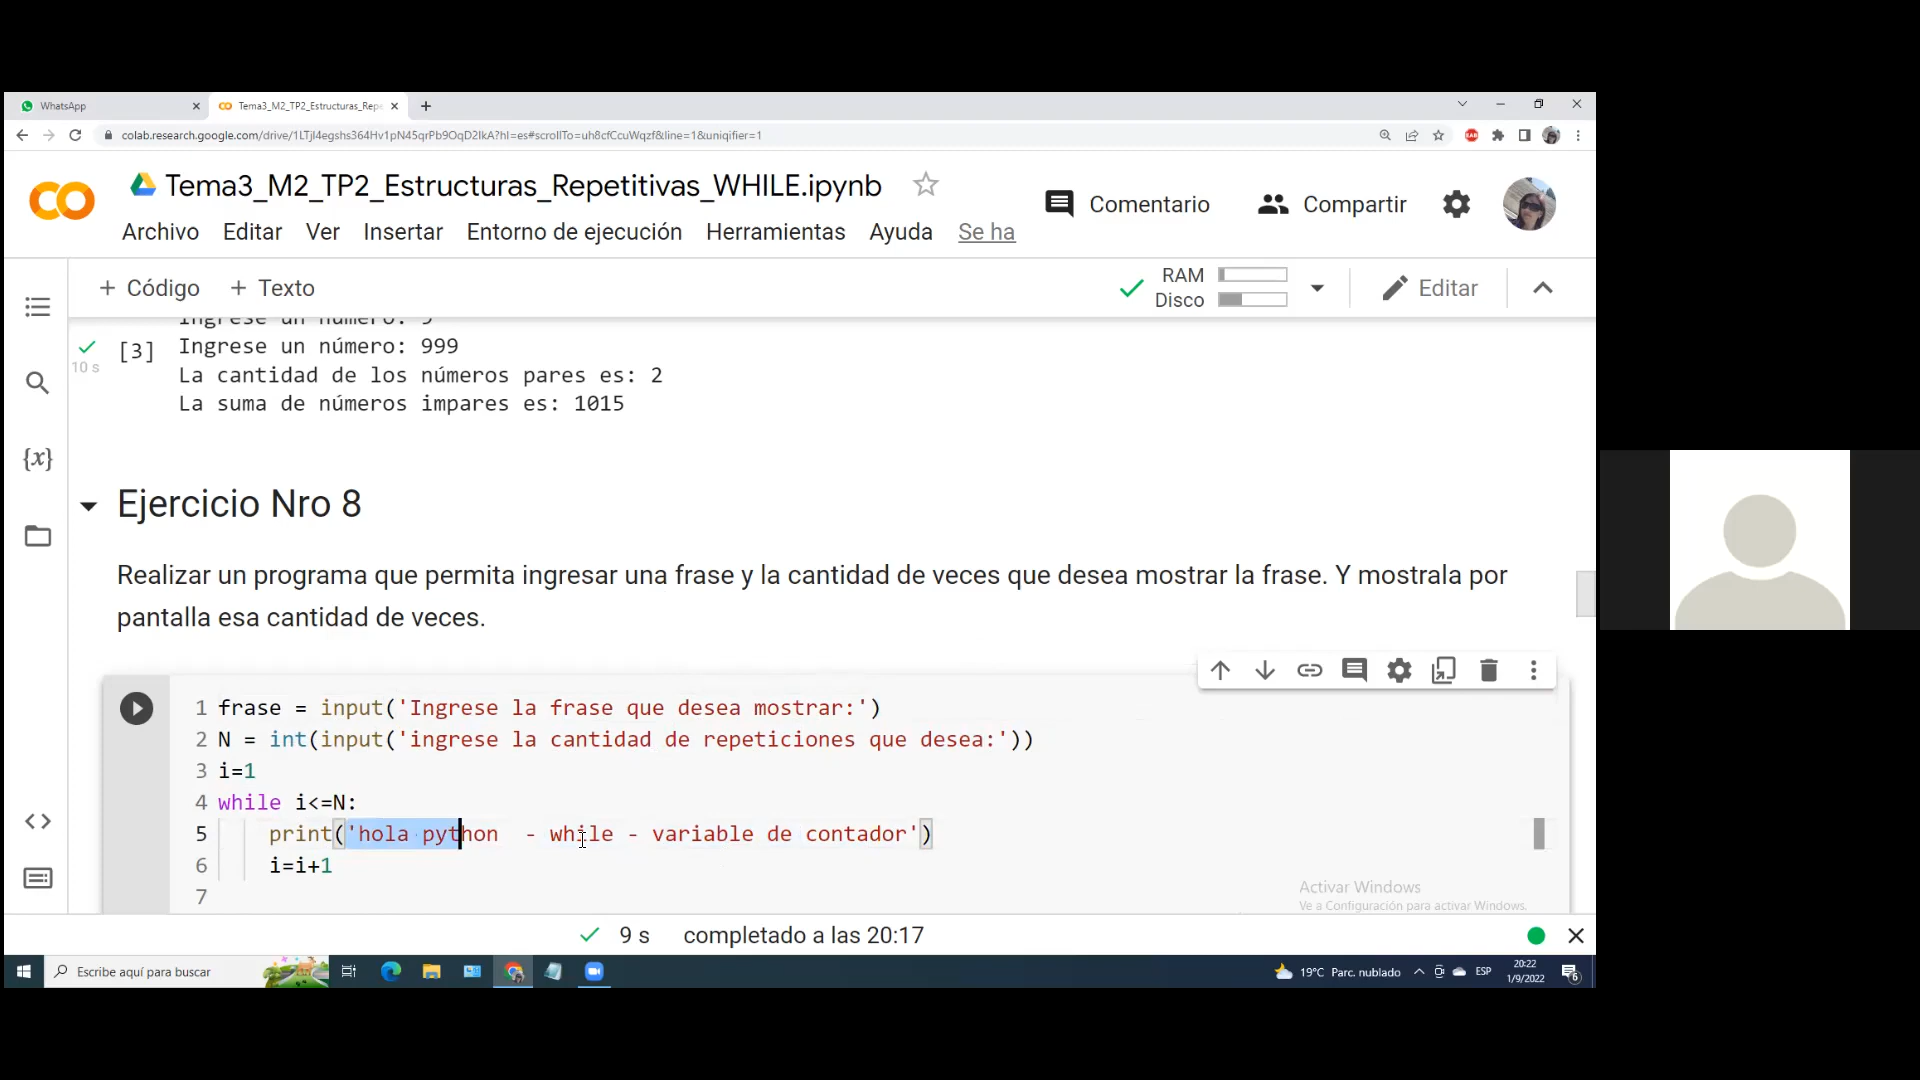 WhatsApp
Tema3_M2_TP2_Estructuras_Repe
colab.research.google.com/drive/1LTjl4egshs364Hv1pN45qrPb9OqD2lkA?hl=es#scrollTo=uh8cfCcuWqzf&line=1&uniqifier=1
Tema3_M2_TP2_Estructuras_Repetitivas_WHILE.ipynb
Comentario
Compartir
Archivo Editar Ver Insertar Entorno de ejecución Herramientas Ayuda Se ha
+ Código + Texto
RAM
Disco
Editar
Ingrese un número: 9
[3]
10 s
Ingrese un número: 999
La cantidad de los números pares es: 2
La suma de números impares es: 1015
Ejercicio Nro 8
Realizar un programa que permita ingresar una frase y la cantidad de veces que desea mostrar la frase. Y mostrala por
pantalla esa cantidad de veces.
1 frase = input('Ingrese la frase que desea mostrar:')
2 N = int(input('ingrese la cantidad de repeticiones que desea:'))
3 i=1
4 while i<=N:
5 print('hola python  - while - variable de contador')
6 i=i+1
7
Activar Windows
Ve a Configuración para activar Windows.
9 s completado a las 20:17
Escribe aquí para buscar
19°C Parc. nublado
ESP
20:22
1/9/2022
6